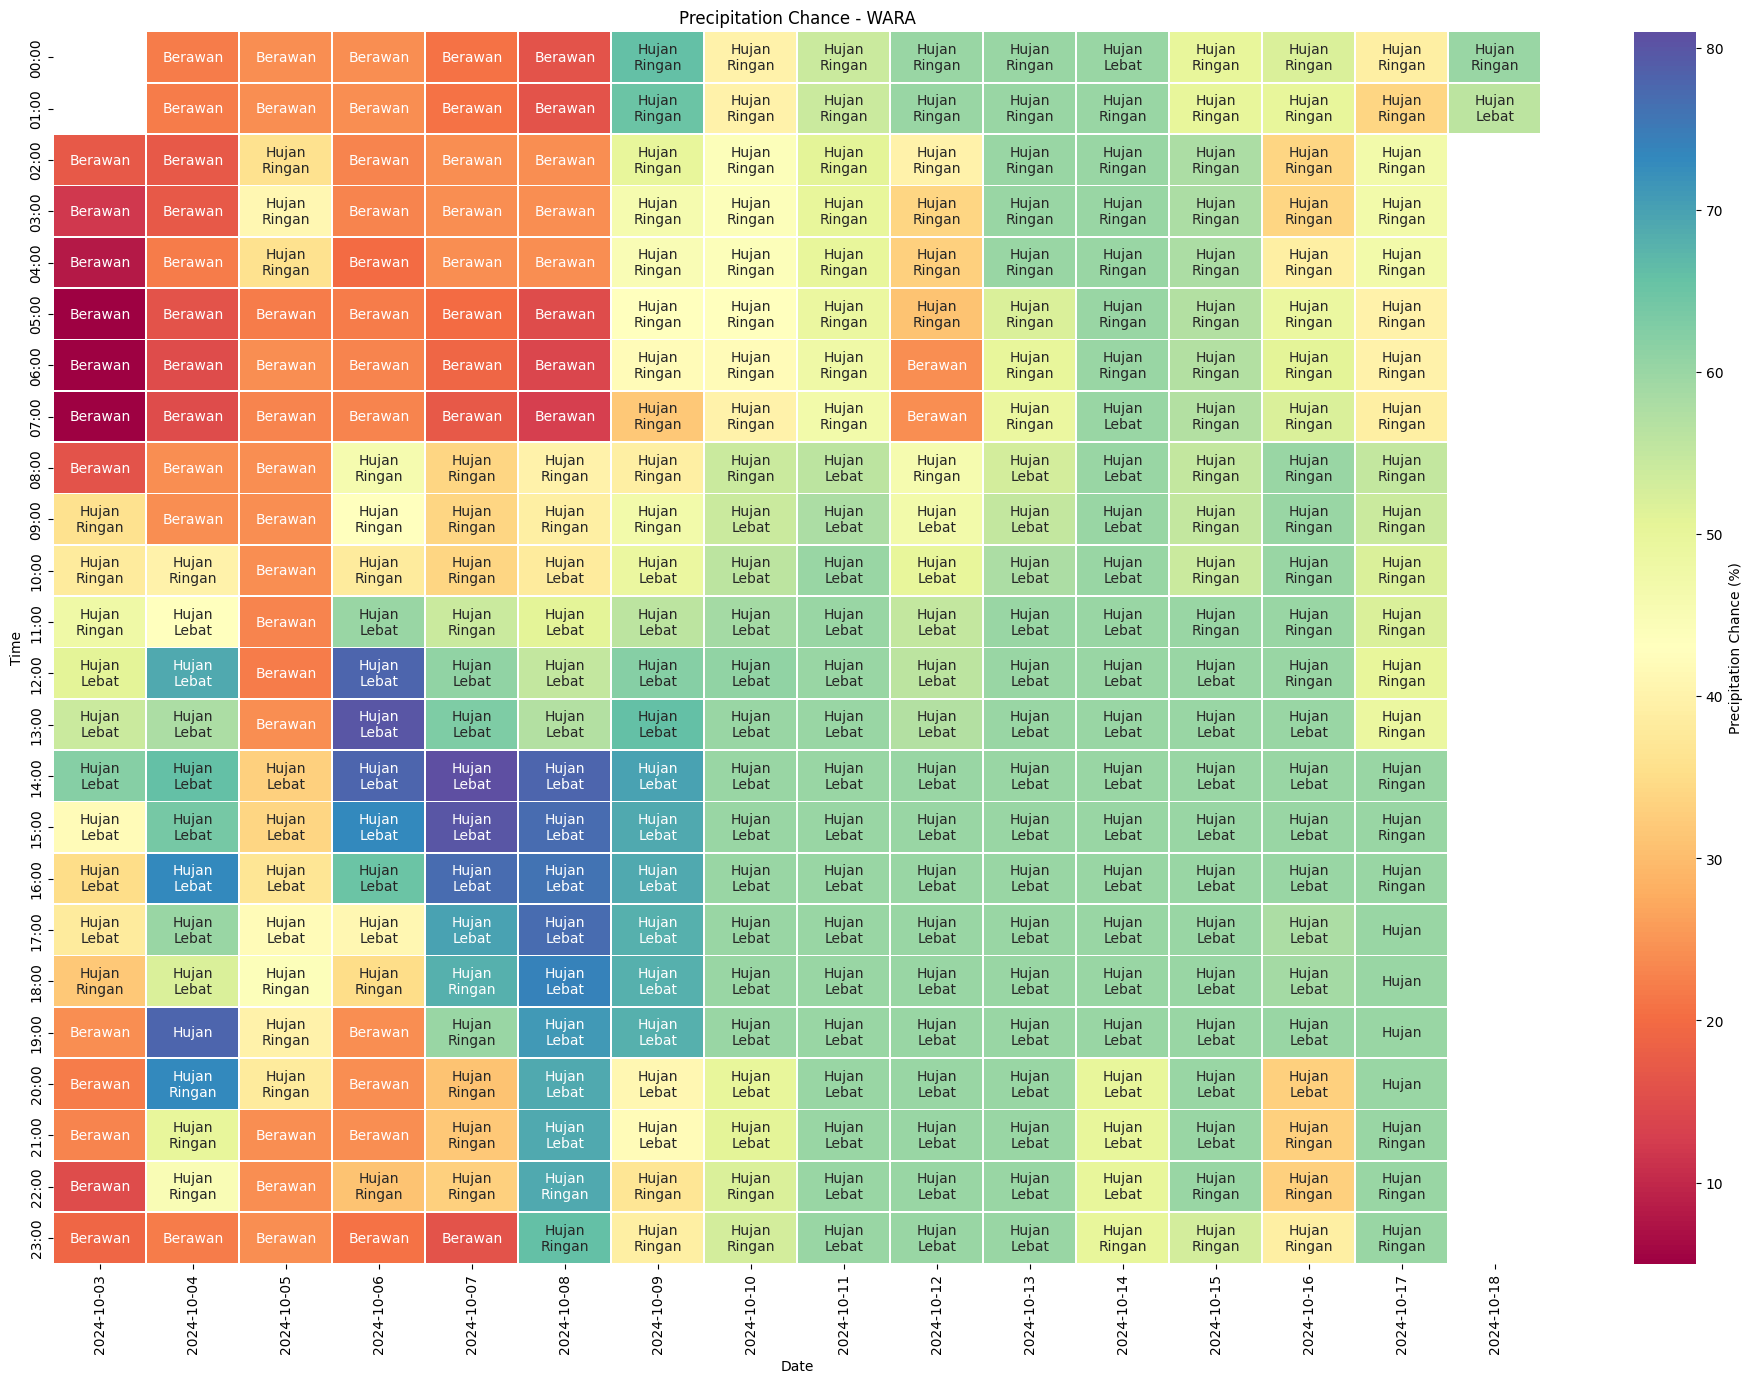 Precipitation Chance - WARA
Time
00:00 Berawan Berawan Berawan Berawan Berawan Hujan Ringan Hujan Ringan Hujan Ringan Hujan Ringan Hujan Ringan Hujan Lebat Hujan Ringan Hujan Ringan Hujan Ringan Hujan Ringan
01:00 Berawan Berawan Berawan Berawan Berawan Hujan Ringan Hujan Ringan Hujan Ringan Hujan Ringan Hujan Ringan Hujan Ringan Hujan Ringan Hujan Ringan Hujan Ringan Hujan Lebat
02:00 Berawan Berawan Hujan Ringan Berawan Berawan Berawan Hujan Ringan Hujan Ringan Hujan Ringan Hujan Ringan Hujan Ringan Hujan Ringan Hujan Ringan Hujan Ringan Hujan Ringan
03:00 Berawan Berawan Hujan Ringan Berawan Berawan Berawan Hujan Ringan Hujan Ringan Hujan Ringan Hujan Ringan Hujan Ringan Hujan Ringan Hujan Ringan Hujan Ringan Hujan Ringan
04:00 Berawan Berawan Hujan Ringan Berawan Berawan Berawan Hujan Ringan Hujan Ringan Hujan Ringan Hujan Ringan Hujan Ringan Hujan Ringan Hujan Ringan Hujan Ringan Hujan Ringan
05:00 Berawan Berawan Berawan Berawan Berawan Berawan Hujan Ringan Hujan Ringan Hujan Ringan Hujan Ringan Hujan Ringan Hujan Ringan Hujan Ringan Hujan Ringan Hujan Ringan
06:00 Berawan Berawan Berawan Berawan Berawan Berawan Hujan Ringan Hujan Ringan Hujan Ringan Berawan Hujan Ringan Hujan Ringan Hujan Ringan Hujan Ringan Hujan Ringan
07:00 Berawan Berawan Berawan Berawan Berawan Berawan Hujan Ringan Hujan Ringan Hujan Ringan Berawan Hujan Ringan Hujan Lebat Hujan Ringan Hujan Ringan Hujan Ringan
08:00 Berawan Berawan Berawan Hujan Ringan Hujan Ringan Hujan Ringan Hujan Ringan Hujan Ringan Hujan Lebat Hujan Ringan Hujan Lebat Hujan Lebat Hujan Ringan Hujan Ringan Hujan Ringan
09:00 Hujan Ringan Berawan Berawan Hujan Ringan Hujan Ringan Hujan Ringan Hujan Ringan Hujan Lebat Hujan Lebat Hujan Lebat Hujan Lebat Hujan Lebat Hujan Ringan Hujan Ringan Hujan Ringan
10:00 Hujan Ringan Hujan Ringan Berawan Hujan Ringan Hujan Ringan Hujan Lebat Hujan Lebat Hujan Lebat Hujan Lebat Hujan Lebat Hujan Lebat Hujan Lebat Hujan Ringan Hujan Ringan Hujan Ringan
11:00 Hujan Ringan Hujan Lebat Berawan Hujan Lebat Hujan Ringan Hujan Lebat Hujan Lebat Hujan Lebat Hujan Lebat Hujan Lebat Hujan Lebat Hujan Lebat Hujan Ringan Hujan Ringan Hujan Ringan
12:00 Hujan Lebat Hujan Lebat Berawan Hujan Lebat Hujan Lebat Hujan Lebat Hujan Lebat Hujan Lebat Hujan Lebat Hujan Lebat Hujan Lebat Hujan Lebat Hujan Lebat Hujan Ringan Hujan Ringan
13:00 Hujan Lebat Hujan Lebat Berawan Hujan Lebat Hujan Lebat Hujan Lebat Hujan Lebat Hujan Lebat Hujan Lebat Hujan Lebat Hujan Lebat Hujan Lebat Hujan Lebat Hujan Lebat Hujan Ringan
14:00 Hujan Lebat Hujan Lebat Hujan Lebat Hujan Lebat Hujan Lebat Hujan Lebat Hujan Lebat Hujan Lebat Hujan Lebat Hujan Lebat Hujan Lebat Hujan Lebat Hujan Lebat Hujan Lebat Hujan Ringan
15:00 Hujan Lebat Hujan Lebat Hujan Lebat Hujan Lebat Hujan Lebat Hujan Lebat Hujan Lebat Hujan Lebat Hujan Lebat Hujan Lebat Hujan Lebat Hujan Lebat Hujan Lebat Hujan Lebat Hujan Ringan
16:00 Hujan Lebat Hujan Lebat Hujan Lebat Hujan Lebat Hujan Lebat Hujan Lebat Hujan Lebat Hujan Lebat Hujan Lebat Hujan Lebat Hujan Lebat Hujan Lebat Hujan Lebat Hujan Lebat Hujan Ringan
17:00 Hujan Lebat Hujan Lebat Hujan Lebat Hujan Lebat Hujan Lebat Hujan Lebat Hujan Lebat Hujan Lebat Hujan Lebat Hujan Lebat Hujan Lebat Hujan Lebat Hujan Lebat Hujan Lebat Hujan
18:00 Hujan Ringan Hujan Lebat Hujan Ringan Hujan Ringan Hujan Ringan Hujan Lebat Hujan Lebat Hujan Lebat Hujan Lebat Hujan Lebat Hujan Lebat Hujan Lebat Hujan Lebat Hujan Lebat Hujan
19:00 Berawan Hujan Hujan Ringan Berawan Hujan Ringan Hujan Lebat Hujan Lebat Hujan Lebat Hujan Lebat Hujan Lebat Hujan Lebat Hujan Lebat Hujan Lebat Hujan Lebat Hujan
20:00 Berawan Hujan Ringan Hujan Ringan Berawan Hujan Ringan Hujan Lebat Hujan Lebat Hujan Lebat Hujan Lebat Hujan Lebat Hujan Lebat Hujan Lebat Hujan Lebat Hujan Lebat Hujan
21:00 Berawan Hujan Ringan Berawan Berawan Hujan Ringan Hujan Lebat Hujan Lebat Hujan Lebat Hujan Lebat Hujan Lebat Hujan Lebat Hujan Lebat Hujan Lebat Hujan Ringan Hujan Ringan
22:00 Berawan Hujan Ringan Berawan Hujan Ringan Hujan Ringan Hujan Ringan Hujan Ringan Hujan Ringan Hujan Lebat Hujan Lebat Hujan Lebat Hujan Lebat Hujan Ringan Hujan Ringan Hujan Ringan
23:00 Berawan Berawan Berawan Berawan Berawan Hujan Ringan Hujan Ringan Hujan Ringan Hujan Lebat Hujan Lebat Hujan Lebat Hujan Ringan Hujan Ringan Hujan Ringan Hujan Ringan
2024-10-03 2024-10-04 2024-10-05 2024-10-06 2024-10-07 2024-10-08 2024-10-09 2024-10-10 2024-10-11 2024-10-12 2024-10-13 2024-10-14 2024-10-15 2024-10-16 2024-10-17 2024-10-18
Date
80
70
60
50
40
30
20
10
Precipitation Chance (%)